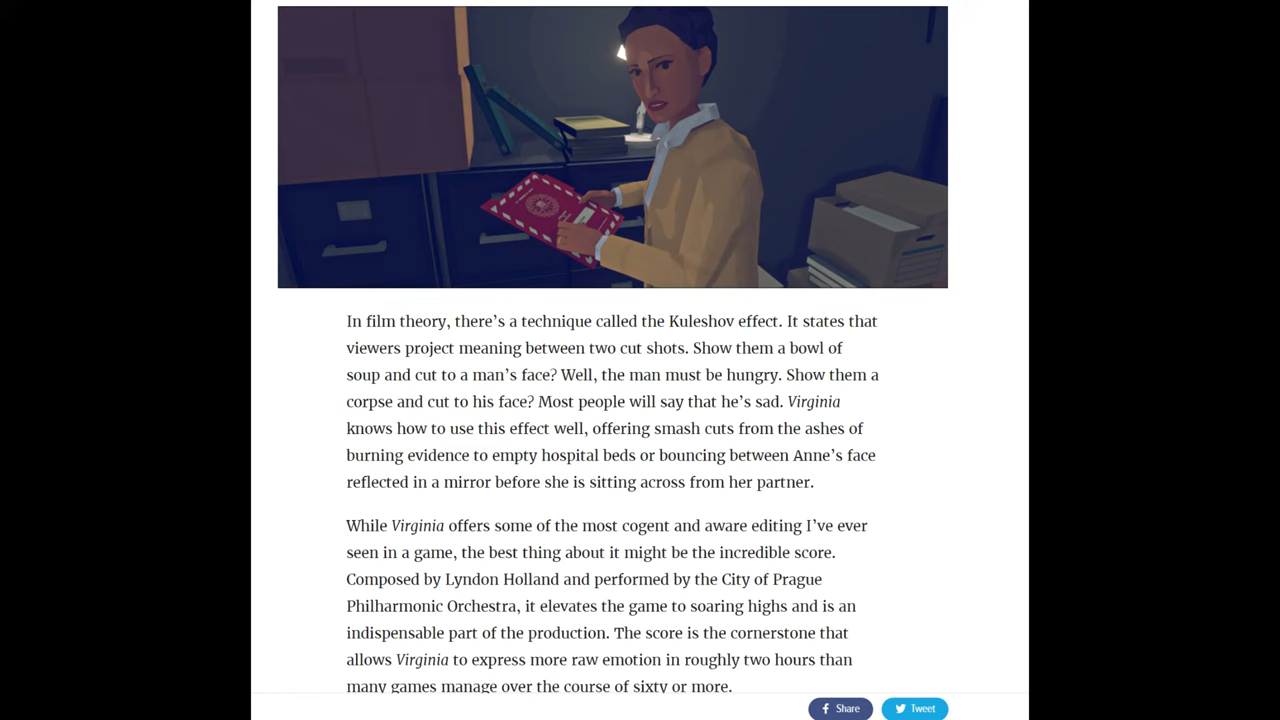 In film theory, there’s a technique called the Kuleshov effect. It states that
viewers project meaning between two cut shots. Show them a bowl of
soup and cut to a man’s face? Well, the man must be hungry. Show them a
corpse and cut to his face? Most people will say that he’s sad. Virginia
knows how to use this effect well, offering smash cuts from the ashes of
burning evidence to empty hospital beds or bouncing between Anne’s face
reflected in a mirror before she is sitting across from her partner.
While Virginia offers some of the most cogent and aware editing I’ve ever
seen in a game, the best thing about it might be the incredible score.
Composed by Lyndon Holland and performed by the City of Prague
Philharmonic Orchestra, it elevates the game to soaring highs and is an
indispensable part of the production. The score is the cornerstone that
allows Virginia to express more raw emotion in roughly two hours than
many games manage over the course of sixty or more.
Share
Tweet